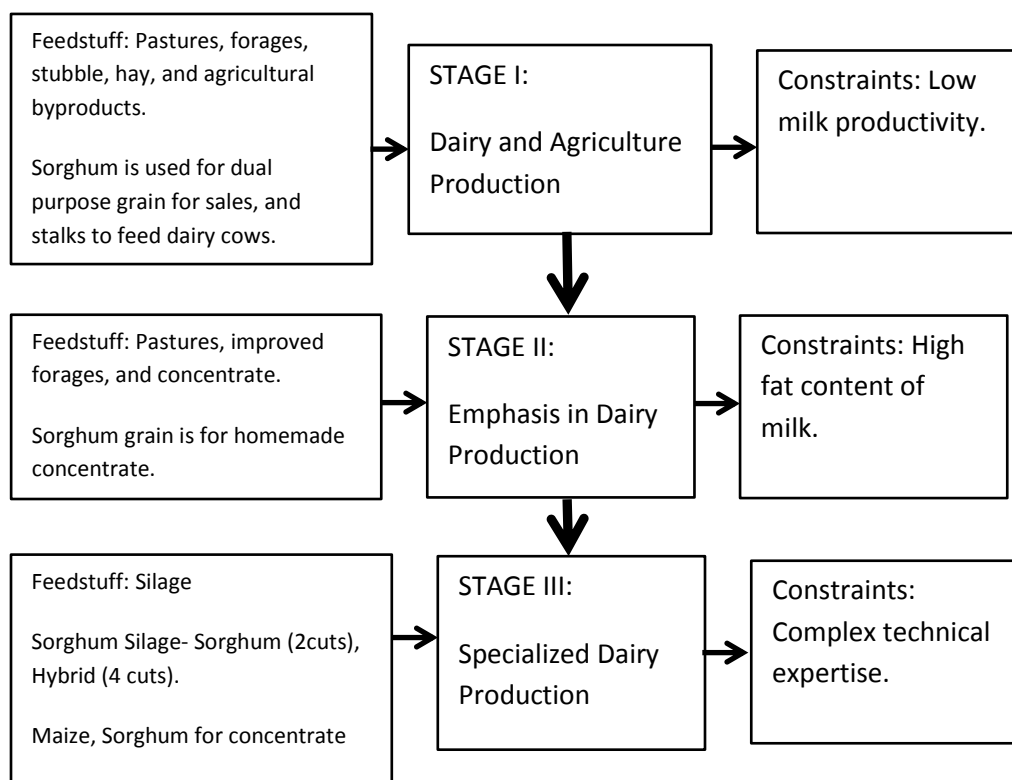 Feedstuff: Pastures, forages,
stubble, hay, and agricultural
byproducts.
Sorghum is used for dual
purpose grain for sales, and
stalks to feed dairy cows.
STAGE I:
Dairy and Agriculture
Production
Constraints: Low
milk productivity.
Feedstuff: Pastures, improved
forages, and concentrate.
Sorghum grain is for homemade
concentrate.
STAGE II:
Emphasis in Dairy
Production
Constraints: High
fat content of
milk.
Feedstuff: Silage
Sorghum Silage- Sorghum (2cuts),
Hybrid (4 cuts).
Maize, Sorghum for concentrate
STAGE III:
Specialized Dairy
Production
Constraints:
Complex technical
expertise.